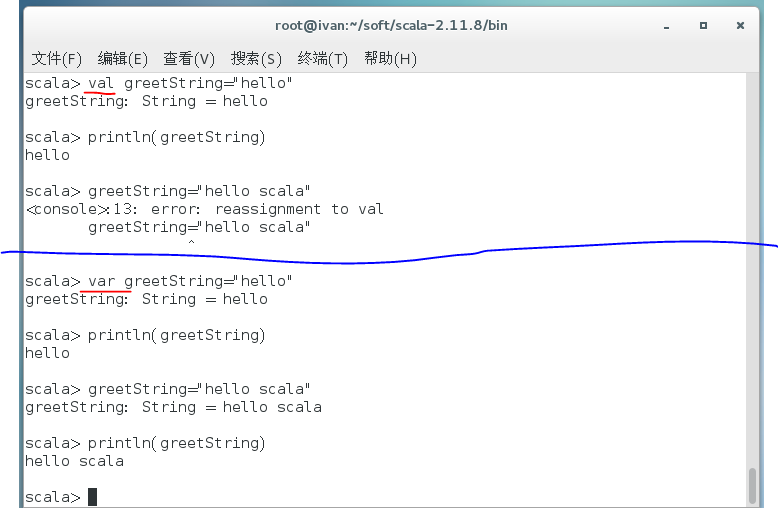 root@ivan:~/soft/scala-2.11.8/bin
文件(F) 编辑(E) 查看(V) 搜索(S) 终端(T) 帮助(H)
scala> val greetString="hello"
greetString: String = hello
scala> println(greetString)
hello
scala> greetString="hello scala"
<console>:13: error: reassignment to val
       greetString="hello scala"
                  ^
scala> var greetString="hello"
greetString: String = hello
scala> println(greetString)
hello
scala> greetString="hello scala"
greetString: String = hello scala
scala> println(greetString)
hello scala
scala>